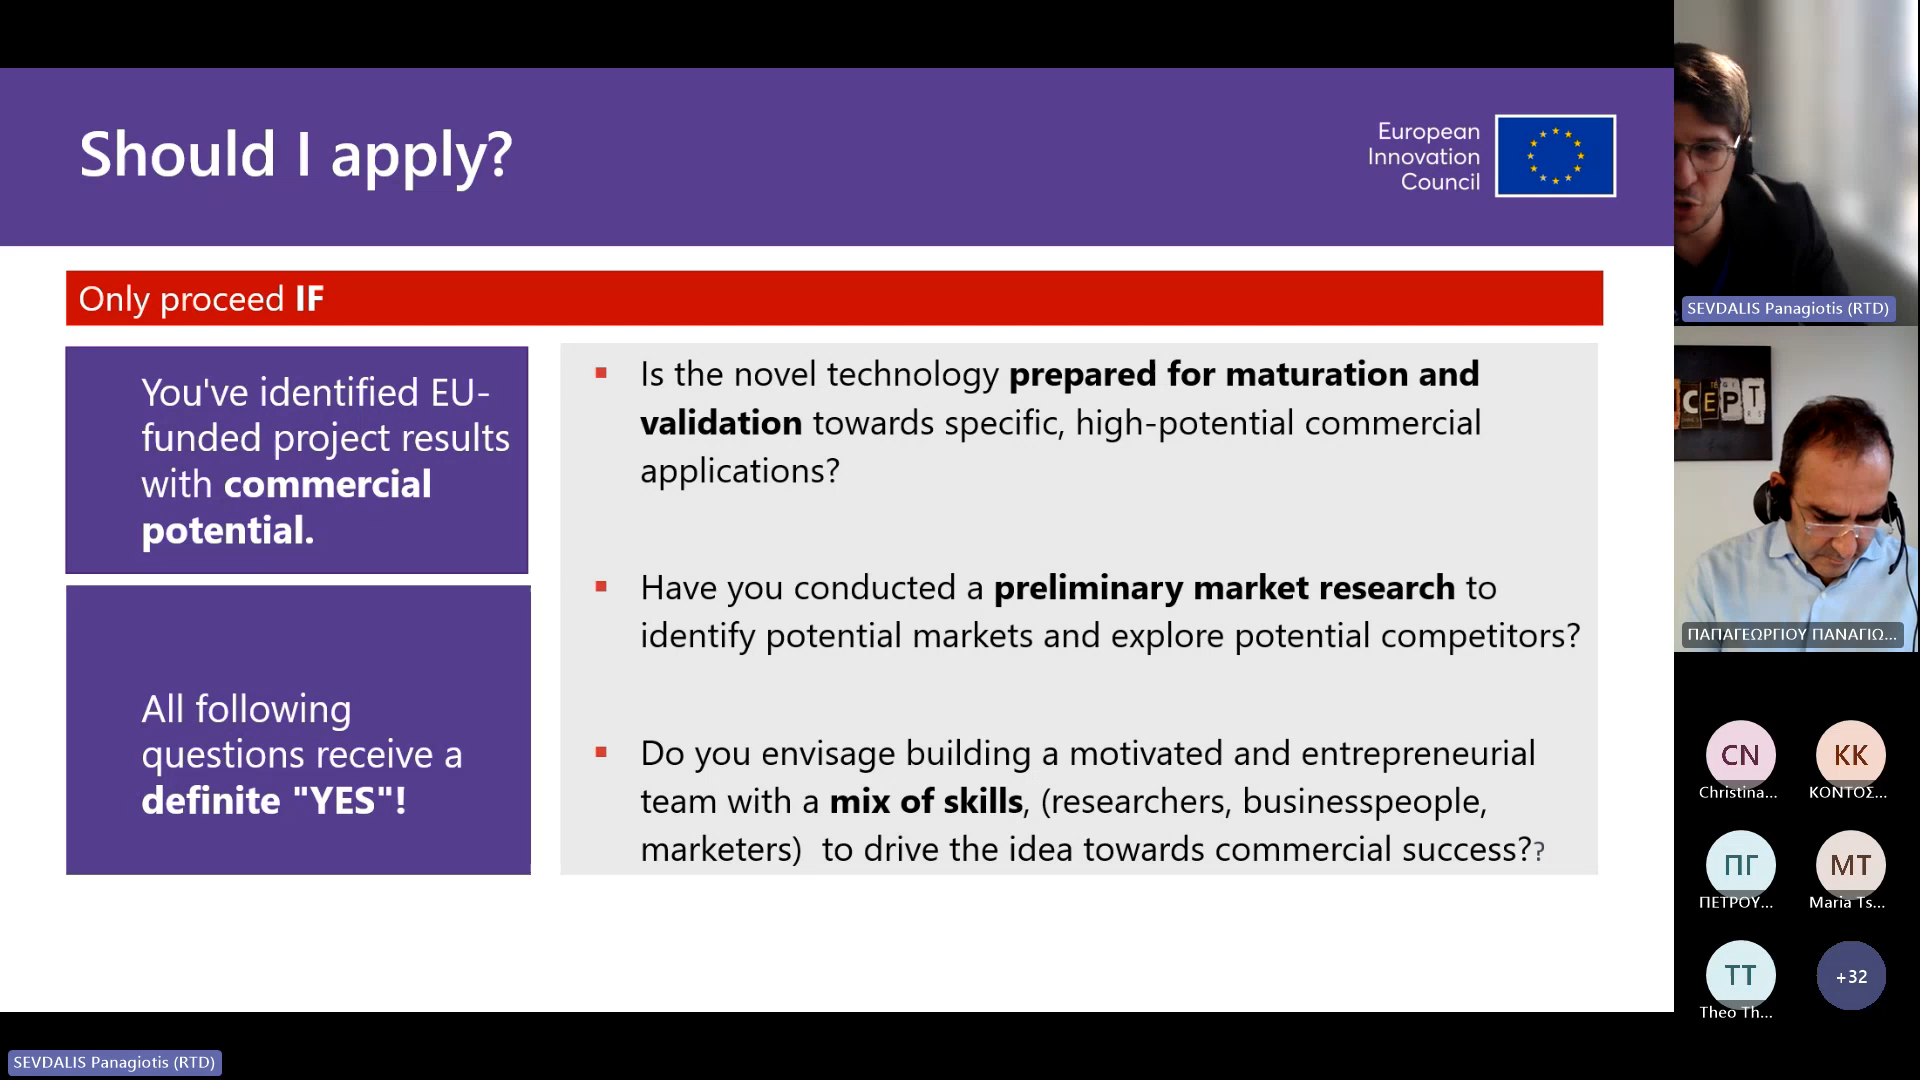 Should I apply?
European
Innovation
Council
Only proceed IF
You've identified EU-
funded project results
with commercial
potential.
All following
questions receive a
definite "YES"!
Is the novel technology prepared for maturation and
validation towards specific, high-potential commercial
applications?
Have you conducted a preliminary market research to
identify potential markets and explore potential competitors?
Do you envisage building a motivated and entrepreneurial
team with a mix of skills, (researchers, businesspeople,
marketers)  to drive the idea towards commercial success??
SEVDALIS Panagiotis (RTD)
CEPT
ΠΑΠΑΓΕΩΡΓΙΟΥ ΠΑΝΑΓΙΩ...
CN
Christina...
KK
ΚΟΝΤΟΣ...
ΠΓ
ΠΕΤΡΟΥ...
MT
Maria Ts...
TT
Theo Th...
+32
SEVDALIS Panagiotis (RTD)